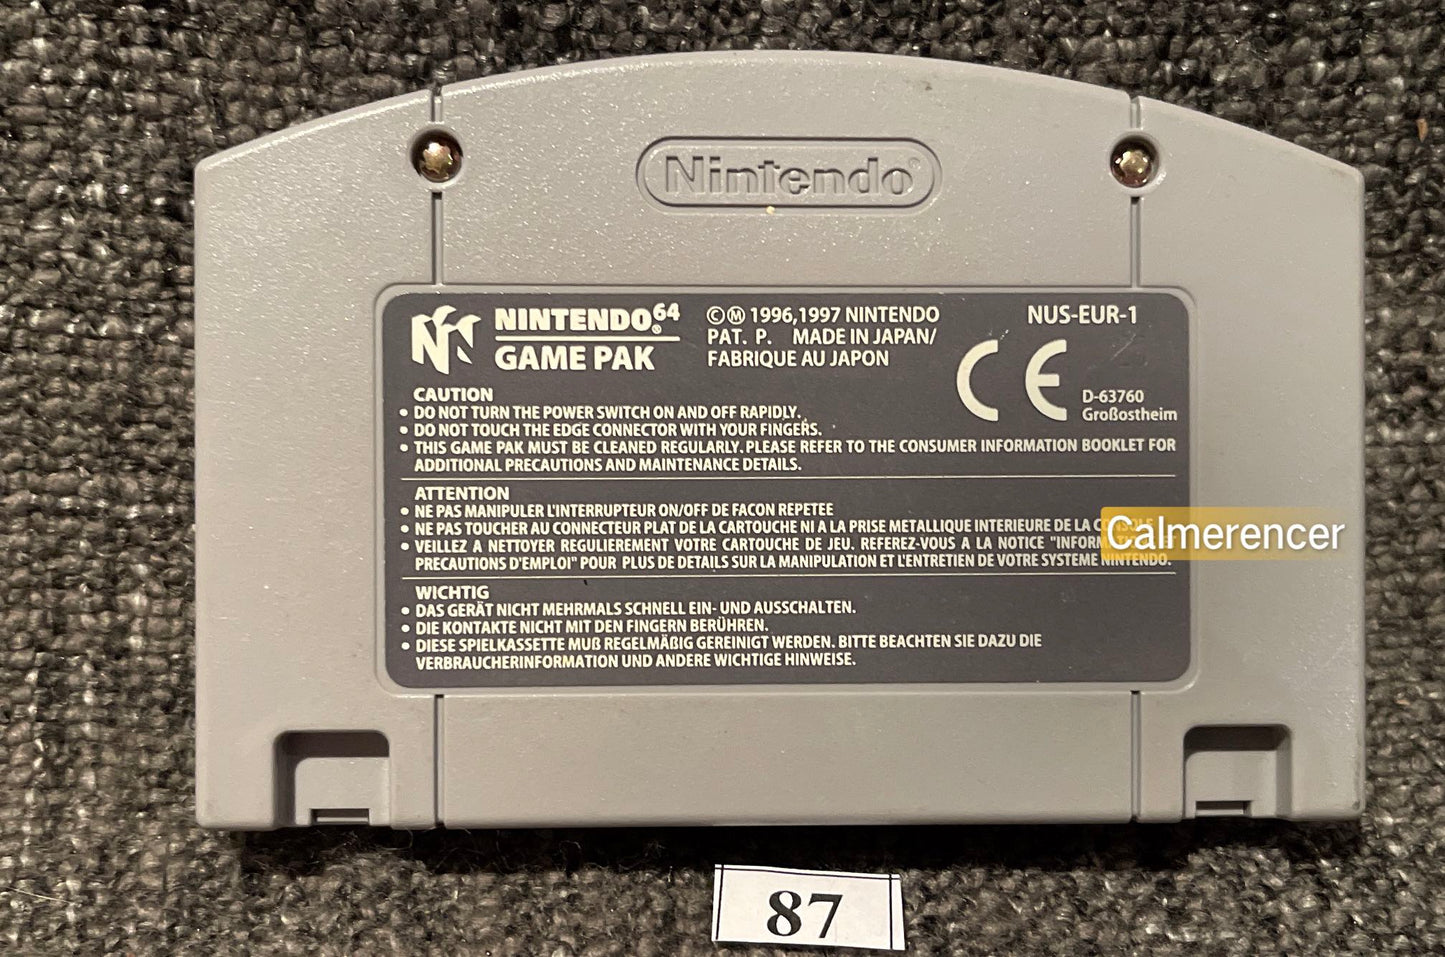 Nintendo®
NINTENDO®64
GAME PAK
©Ⓜ 1996,1997 NINTENDO
PAT. P. MADE IN JAPAN/
FABRIQUE AU JAPON
NUS-EUR-1
CE
D-63760
Großostheim
CAUTION
• DO NOT TURN THE POWER SWITCH ON AND OFF RAPIDLY.
• DO NOT TOUCH THE EDGE CONNECTOR WITH YOUR FINGERS.
• THIS GAME PAK MUST BE CLEANED REGULARLY. PLEASE REFER TO THE CONSUMER INFORMATION BOOKLET FOR
ADDITIONAL PRECAUTIONS AND MAINTENANCE DETAILS.
ATTENTION
• NE PAS MANIPULER L'INTERRUPTEUR ON/OFF DE FACON REPETEE
• NE PAS TOUCHER AU CONNECTEUR PLAT DE LA CARTOUCHE NI A LA PRISE METALLIQUE INTERIEURE DE LA CONSOLE
• VEILLEZ A NETTOYER REGULIEREMENT VOTRE CARTOUCHE DE JEU. REFEREZ-VOUS A LA NOTICE
PRECAUTIONS D'EMPLOI" POUR PLUS DE DETAILS SUR LA MANIPULATION ET L'ENTRETIEN DE VOTRE SYSTEME NINTENDO.
Calmerencer
WICHTIG
• DAS GERÄT NICHT MEHRMALS SCHNELL EIN- UND AUSSCHALTEN.
• DIE KONTAKTE NICHT MIT DEN FINGERN BERÜHREN.
• DIESE SPIELKASSETTE MUß REGELMÄßIG GEREINIGT WERDEN. BITTE BEACHTEN SIE DAZU DIE
VERBRAUCHERINFORMATION UND ANDERE WICHTIGE HINWEISE.
87